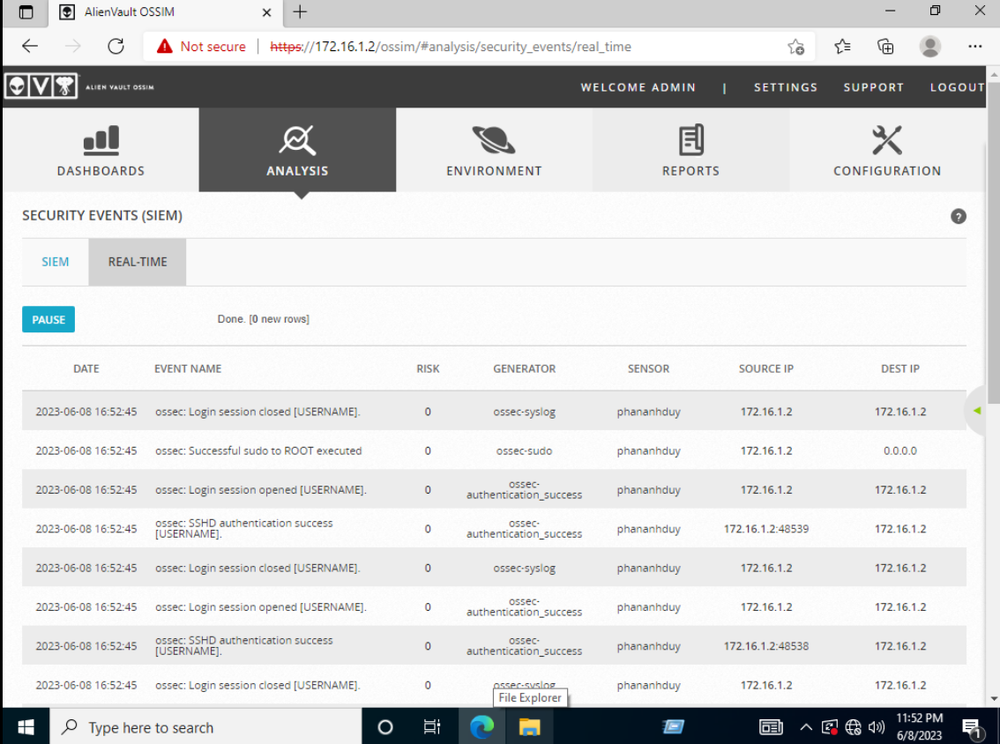 AlienVault OSSIM
Not secure | https://172.16.1.2/ossim/#analysis/security_events/real_time
AV ALIEN VAULT OSSIM WELCOME ADMIN | SETTINGS SUPPORT LOGOUT
DASHBOARDS ANALYSIS ENVIRONMENT REPORTS CONFIGURATION
SECURITY EVENTS (SIEM) ?
SIEM REAL-TIME
PAUSE Done. [0 new rows]
DATE EVENT NAME RISK GENERATOR SENSOR SOURCE IP DEST IP
2023-06-08 16:52:45 ossec: Login session closed [USERNAME]. 0 ossec-syslog phananhduy 172.16.1.2 172.16.1.2
2023-06-08 16:52:45 ossec: Successful sudo to ROOT executed 0 ossec-sudo phananhduy 172.16.1.2 0.0.0.0
2023-06-08 16:52:45 ossec: Login session opened [USERNAME]. 0 ossec-
authentication_success phananhduy 172.16.1.2 172.16.1.2
2023-06-08 16:52:45 ossec: SSHD authentication success
[USERNAME]. 0 ossec-
authentication_success phananhduy 172.16.1.2:48539 172.16.1.2
2023-06-08 16:52:45 ossec: Login session closed [USERNAME]. 0 ossec-syslog phananhduy 172.16.1.2 172.16.1.2
2023-06-08 16:52:45 ossec: Login session opened [USERNAME]. 0 ossec-
authentication_success phananhduy 172.16.1.2 172.16.1.2
2023-06-08 16:52:45 ossec: SSHD authentication success
[USERNAME]. 0 ossec-
authentication_success phananhduy 172.16.1.2:48538 172.16.1.2
2023-06-08 16:52:45 ossec: Login session closed [USERNAME]. 0 ossec-syslog phananhduy 172.16.1.2 172.16.1.2
File Explorer
Type here to search
11:52 PM
6/8/2023
1